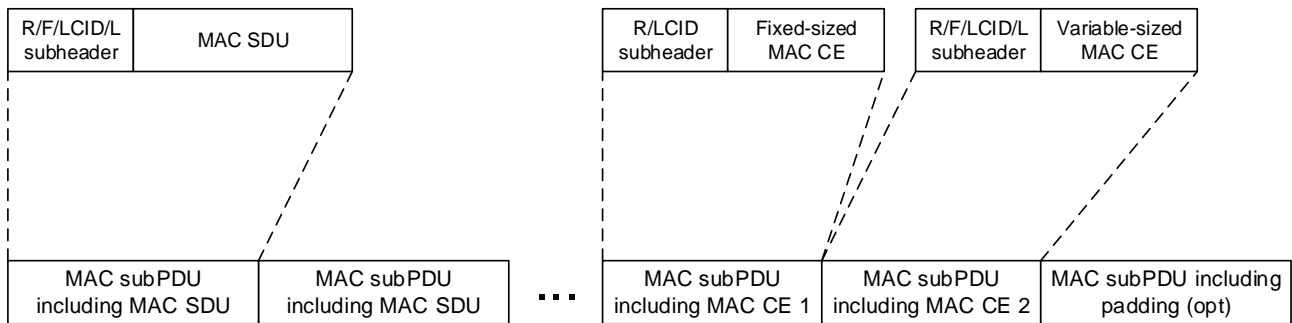 R/F/LCID/L
subheader
MAC SDU
R/LCID
subheader
Fixed-sized
MAC CE
R/F/LCID/L
subheader
Variable-sized
MAC CE
MAC subPDU
including MAC SDU
MAC subPDU
including MAC SDU
...
MAC subPDU
including MAC CE 1
MAC subPDU
including MAC CE 2
MAC subPDU including
padding (opt)